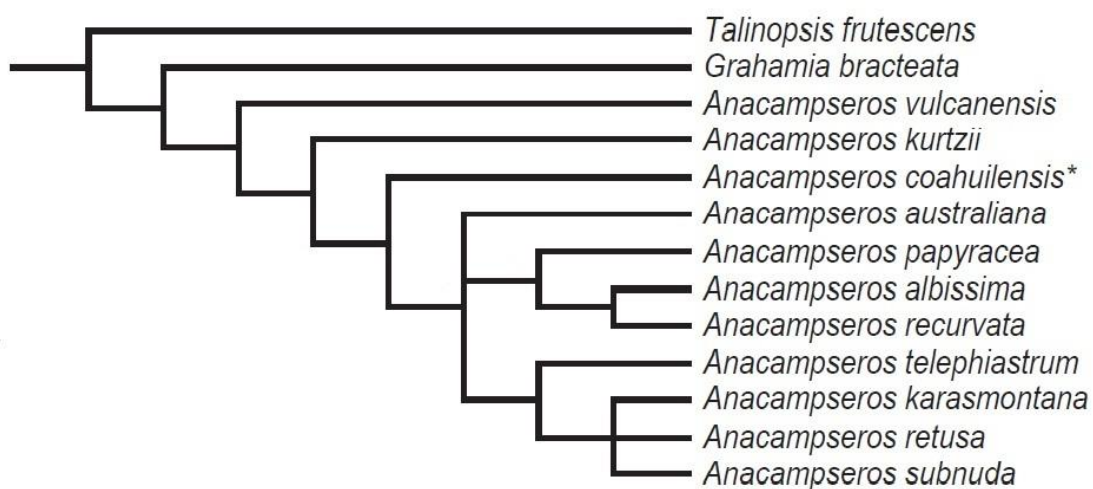 Talinopsis frutescens
Grahamia bracteata
Anacampseros vulcanensis
Anacampseros kurtzii
Anacampseros coahuilensis*
Anacampseros australiana
Anacampseros papyracea
Anacampseros albissima
Anacampseros recurvata
Anacampseros telephiastrum
Anacampseros karasmontana
Anacampseros retusa
Anacampseros subnuda